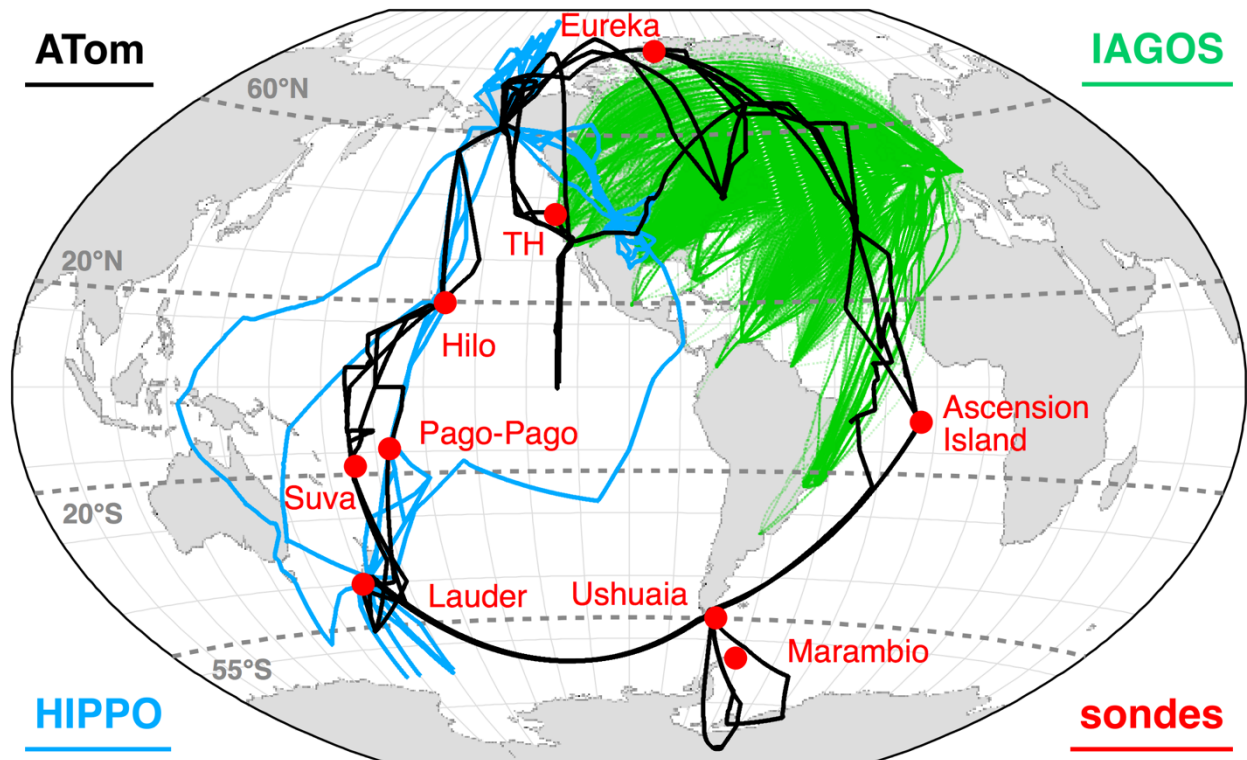 Eureka
ATom
IAGOS
60°N
TH
20°N
Hilo
Pago-Pago
Ascension
Island
Suva
20°S
Lauder
Ushuaia
Marambio
55°S
HIPPO
sondes